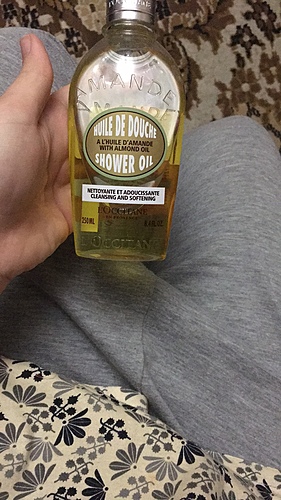 AMANDE
HUILE DE DOUCHE
A L'HUILE D'AMANDE
WITH ALMOND OIL
SHOWER OIL
NETTOYANTE ET ADOUCISSANTE
CLEANSING AND SOFTENING
L'OCCITANE
250 ML
L'OCCITANE